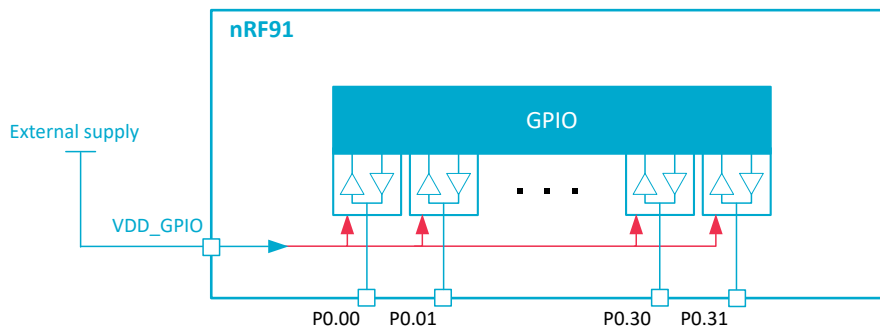 nRF91
GPIO
External supply
VDD_GPIO
P0.00
P0.01
P0.30
P0.31